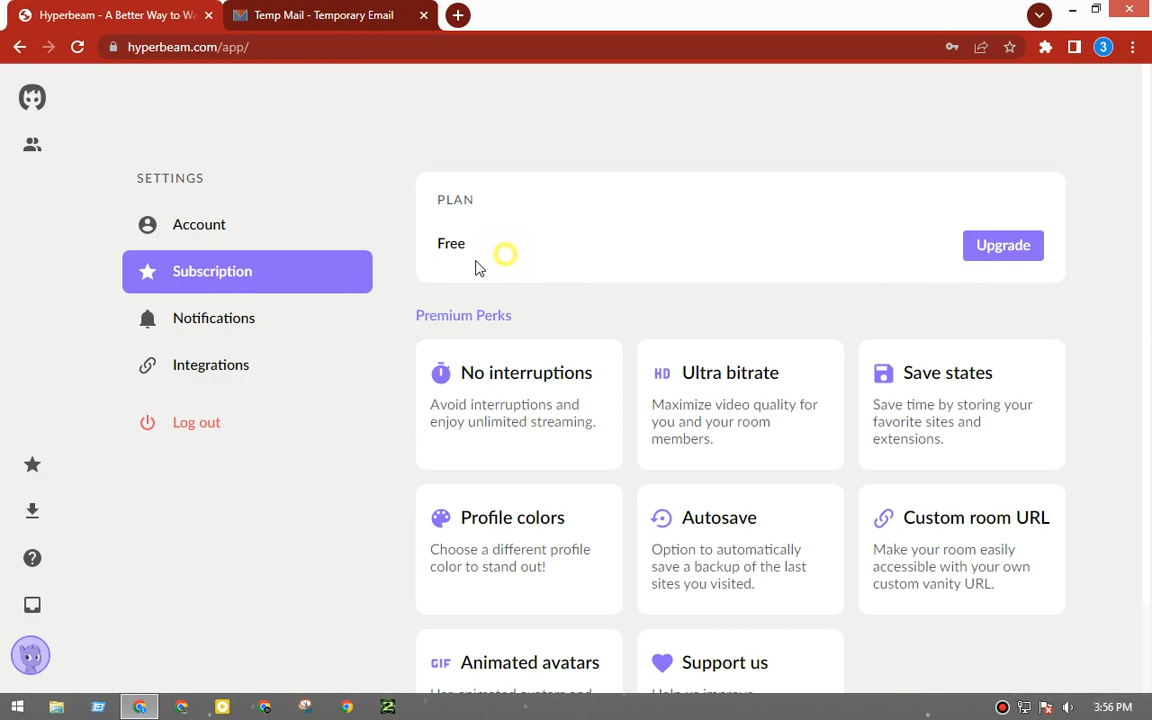 Hyperbeam - A Better Way to Wa
Temp Mail - Temporary Email
hyperbeam.com/app/
3
SETTINGS
Account
Subscription
Notifications
Integrations
Log out
PLAN
Free
Upgrade
Premium Perks
No interruptions
Avoid interruptions and
enjoy unlimited streaming.
HD Ultra bitrate
Maximize video quality for
you and your room
members.
Save states
Save time by storing your
favorite sites and
extensions.
Profile colors
Choose a different profile
color to stand out!
Autosave
Option to automatically
save a backup of the last
sites you visited.
Custom room URL
Make your room easily
accessible with your own
custom vanity URL.
GIF Animated avatars
Support us
3:56 PM